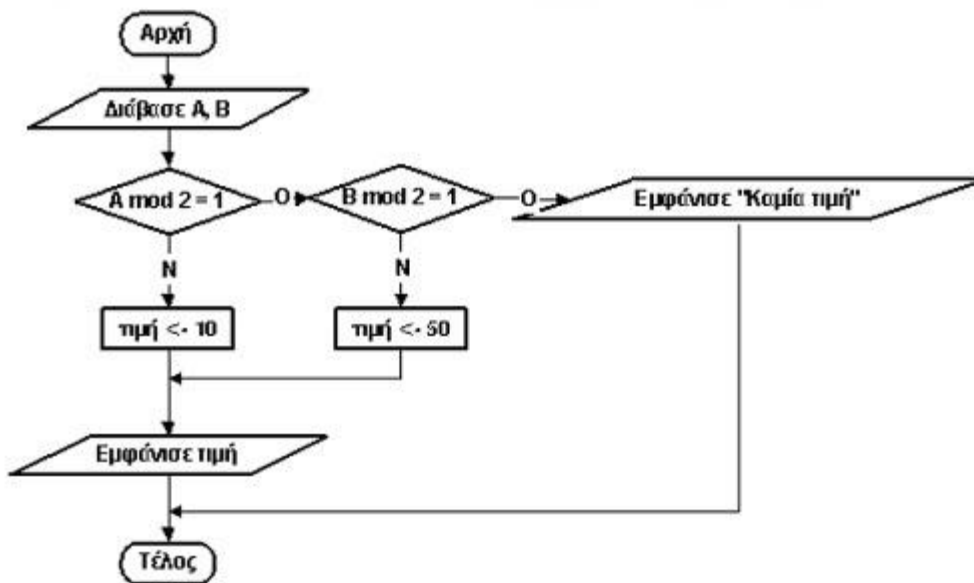 Αρχή
Διάβασε Α, Β
A mod 2 = 1
Ο
B mod 2 = 1
Ο
Εμφάνισε "Καμία τιμή"
Ν
Ν
τιμή <- 10
τιμή <- 50
Εμφάνισε τιμή
Τέλος